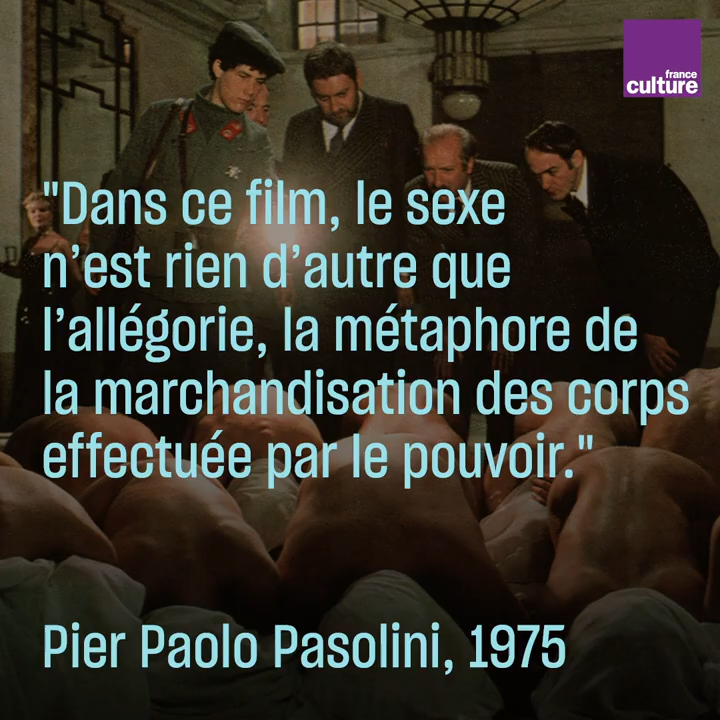 france
culture
"Dans ce film, le sexe
n’est rien d’autre que
l’allégorie, la métaphore de
la marchandisation des corps
effectuée par le pouvoir."
Pier Paolo Pasolini, 1975